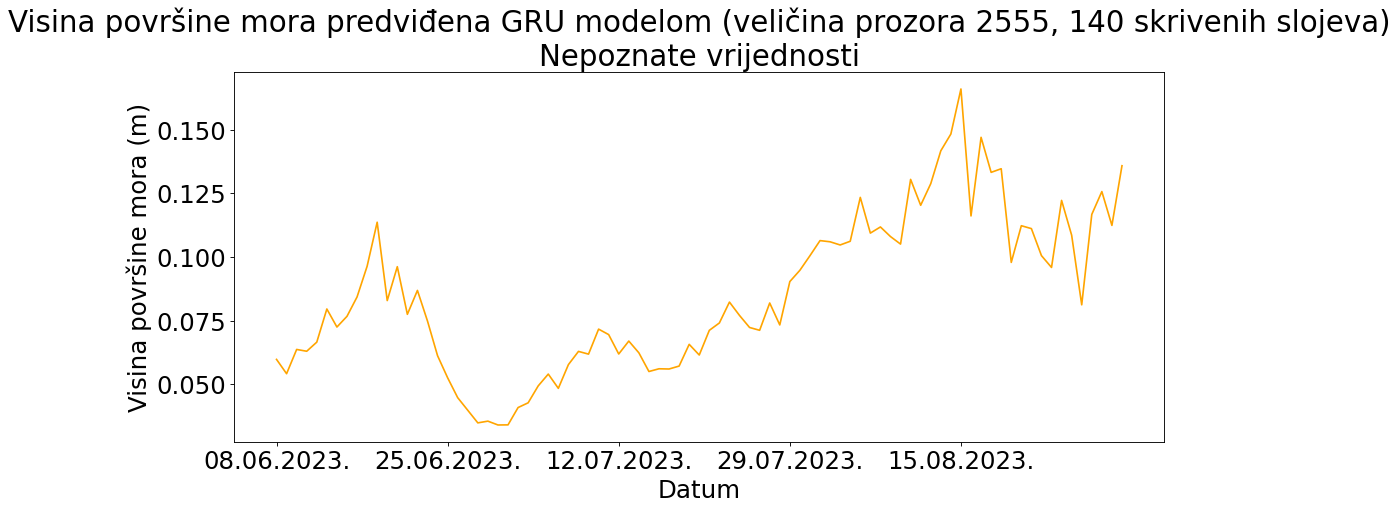 Visina površine mora predviđena GRU modelom (veličina prozora 2555, 140 skrivenih slojeva)
Nepoznate vrijednosti
Visina površine mora (m)
0.150
0.125
0.100
0.075
0.050
08.06.2023. 25.06.2023. 12.07.2023. 29.07.2023. 15.08.2023.
Datum